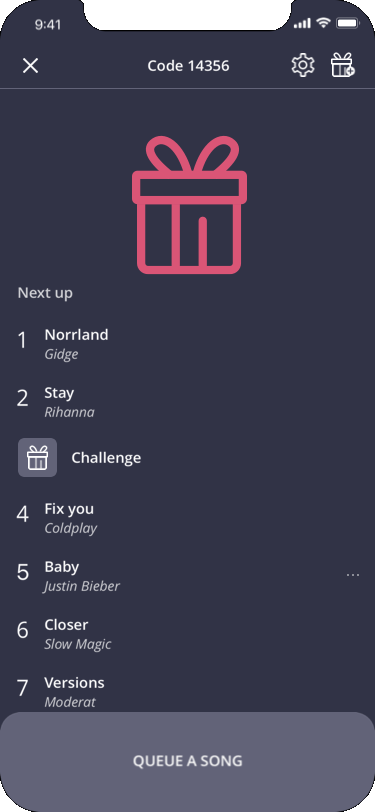 9:41
Code 14356
Next up
1 Norrland
Gidge
2 Stay
Rihanna
Challenge
4 Fix you
Coldplay
5 Baby
...
Justin Bieber
6 Closer
Slow Magic
7 Versions
Moderat
QUEUE A SONG